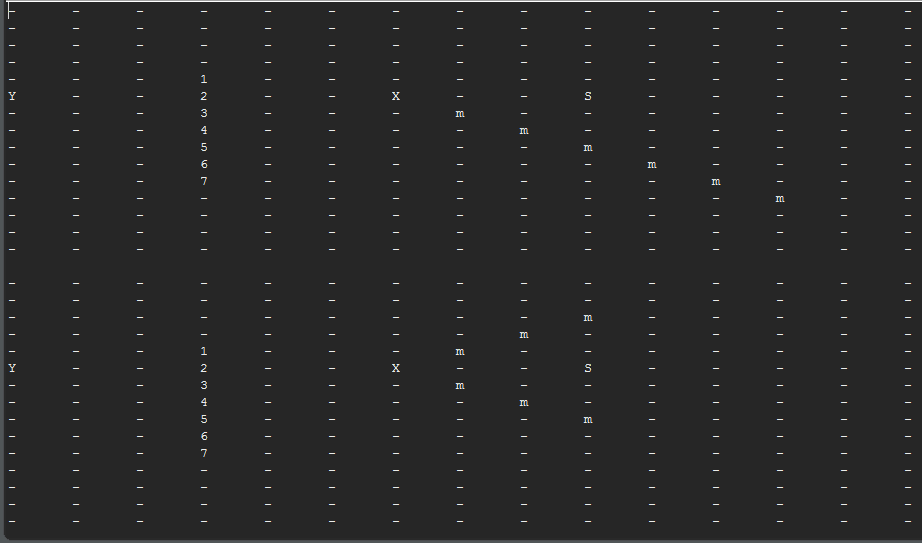 - - - - - - - - - - - - - - -
- - - - - - - - - - - - - - -
- - - - - - - - - - - - - - -
- - - - - - - - - - - - - - -
- - - 1 - - - - - - - - - - -
Y - - 2 - - X - - S - - - - -
- - - 3 - - - m - - - - - - -
- - - 4 - - - - m - - - - - -
- - - 5 - - - - - m - - - - -
- - - 6 - - - - - - m - - - -
- - - 7 - - - - - - - m - - -
- - - - - - - - - - - - m - -
- - - - - - - - - - - - - - -
- - - - - - - - - - - - - - -
- - - - - - - - - - - - - - -

- - - - - - - - - - - - - - -
- - - - - - - - - - - - - - -
- - - - - - - - - m - - - - -
- - - - - - - - m - - - - - -
- - - 1 - - - m - - - - - - -
Y - - 2 - - X - - S - - - - -
- - - 3 - - - m - - - - - - -
- - - 4 - - - - m - - - - - -
- - - 5 - - - - - m - - - - -
- - - 6 - - - - - - - - - - -
- - - 7 - - - - - - - - - - -
- - - - - - - - - - - - - - -
- - - - - - - - - - - - - - -
- - - - - - - - - - - - - - -
- - - - - - - - - - - - - - -